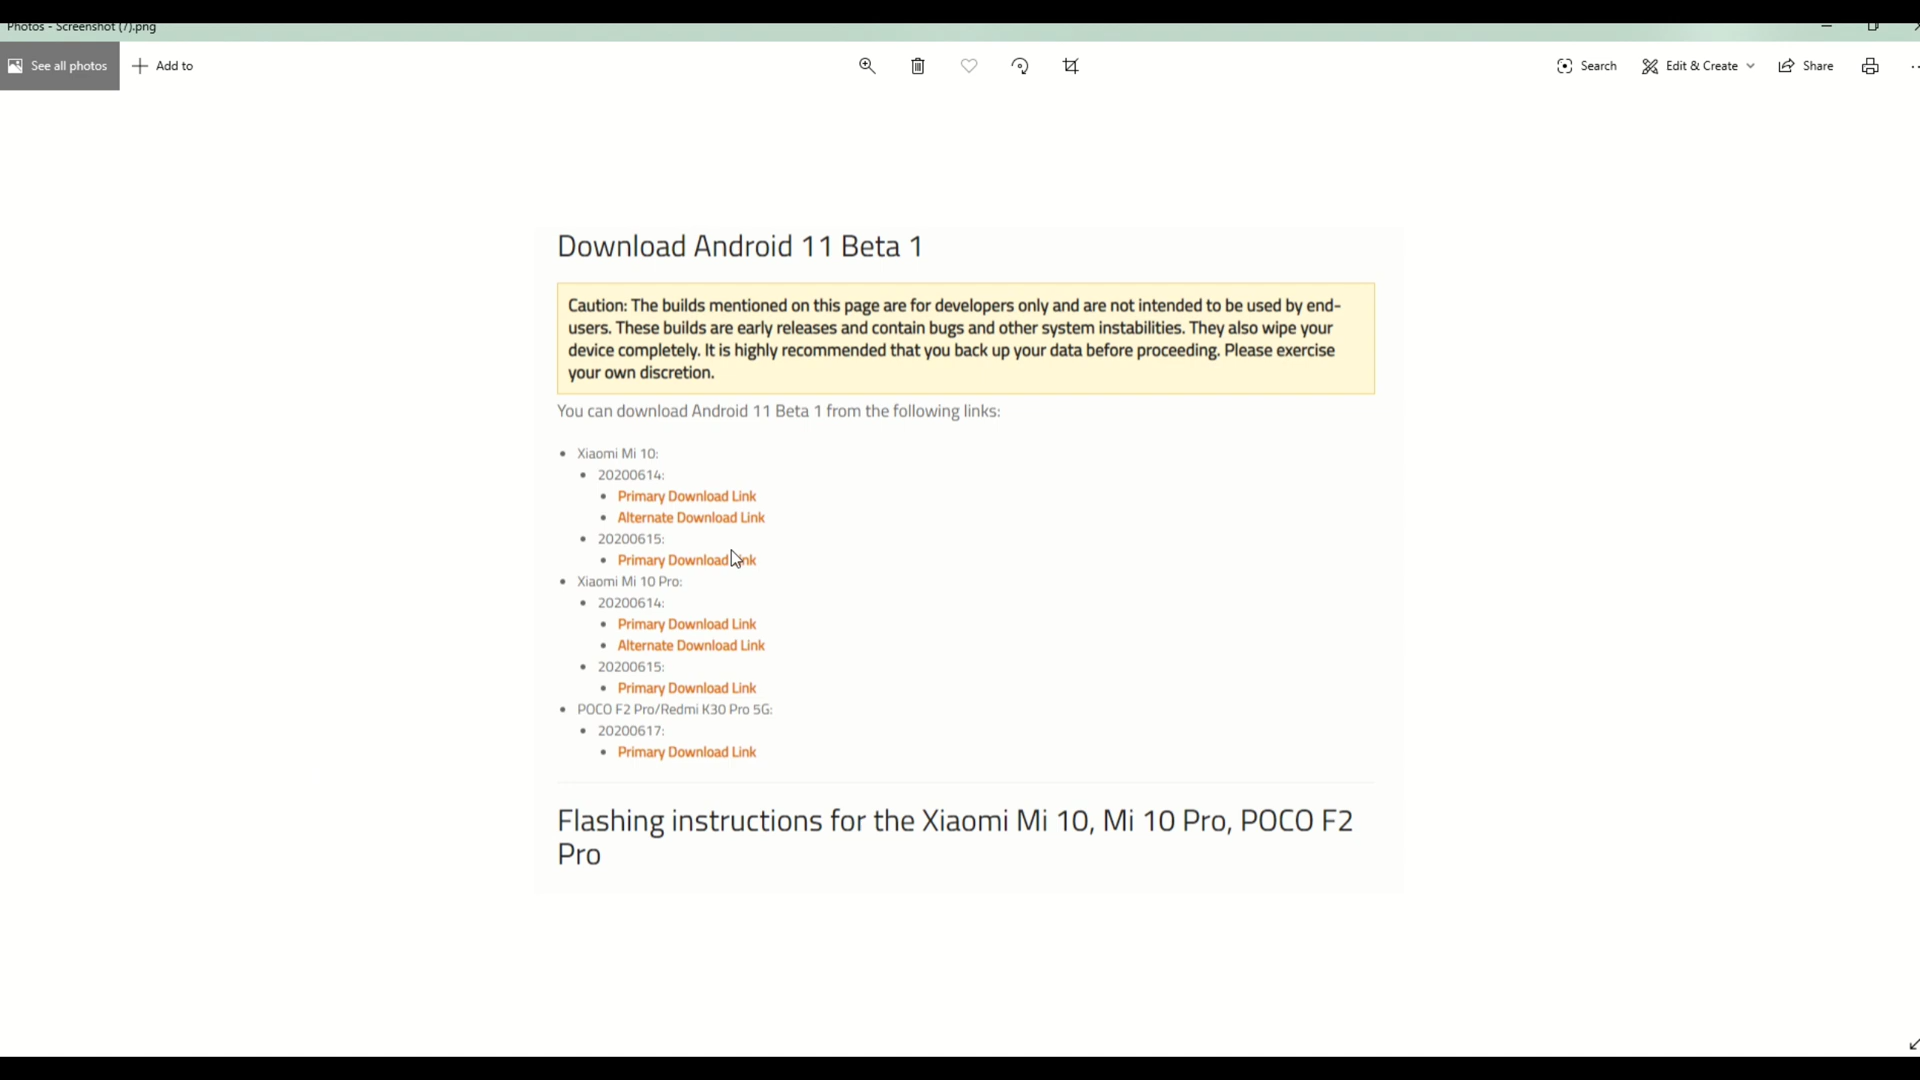 Photos - Screenshot (7).png
See all photos
Add to
Search
Edit & Create
Share
Download Android 11 Beta 1
Caution: The builds mentioned on this page are for developers only and are not intended to be used by end-
users. These builds are early releases and contain bugs and other system instabilities. They also wipe your
device completely. It is highly recommended that you back up your data before proceeding. Please exercise
your own discretion.
You can download Android 11 Beta 1 from the following links:
Xiaomi Mi 10:
20200614:
Primary Download Link
Alternate Download Link
20200615:
Primary Download Link
Xiaomi Mi 10 Pro:
20200614:
Primary Download Link
Alternate Download Link
20200615:
Primary Download Link
POCO F2 Pro/Redmi K30 Pro 5G:
20200617:
Primary Download Link
Flashing instructions for the Xiaomi Mi 10, Mi 10 Pro, POCO F2
Pro